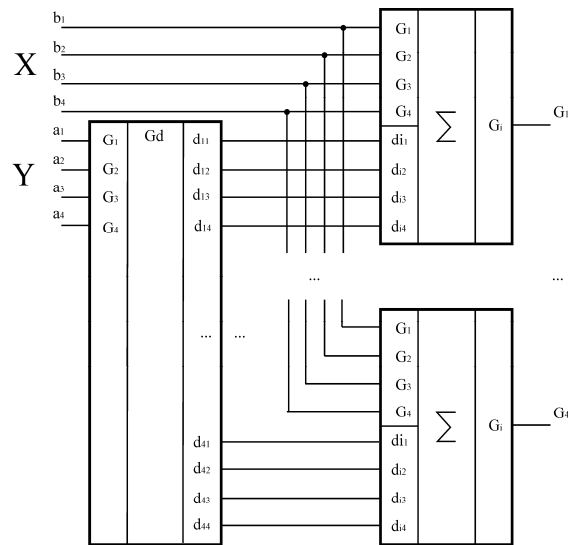 b1
G1
b2
G2
X
b3
G3
b4
G4
Σ
Gi
G1
a1
G1
Gd
d11
di1
a2
G2
d12
di2
Y
a3
G3
d13
di3
a4
G4
d14
di4
...
...
... ...
G1
G2
G3
G4
Σ
Gi
G4
d41
di1
d42
di2
d43
di3
d44
di4